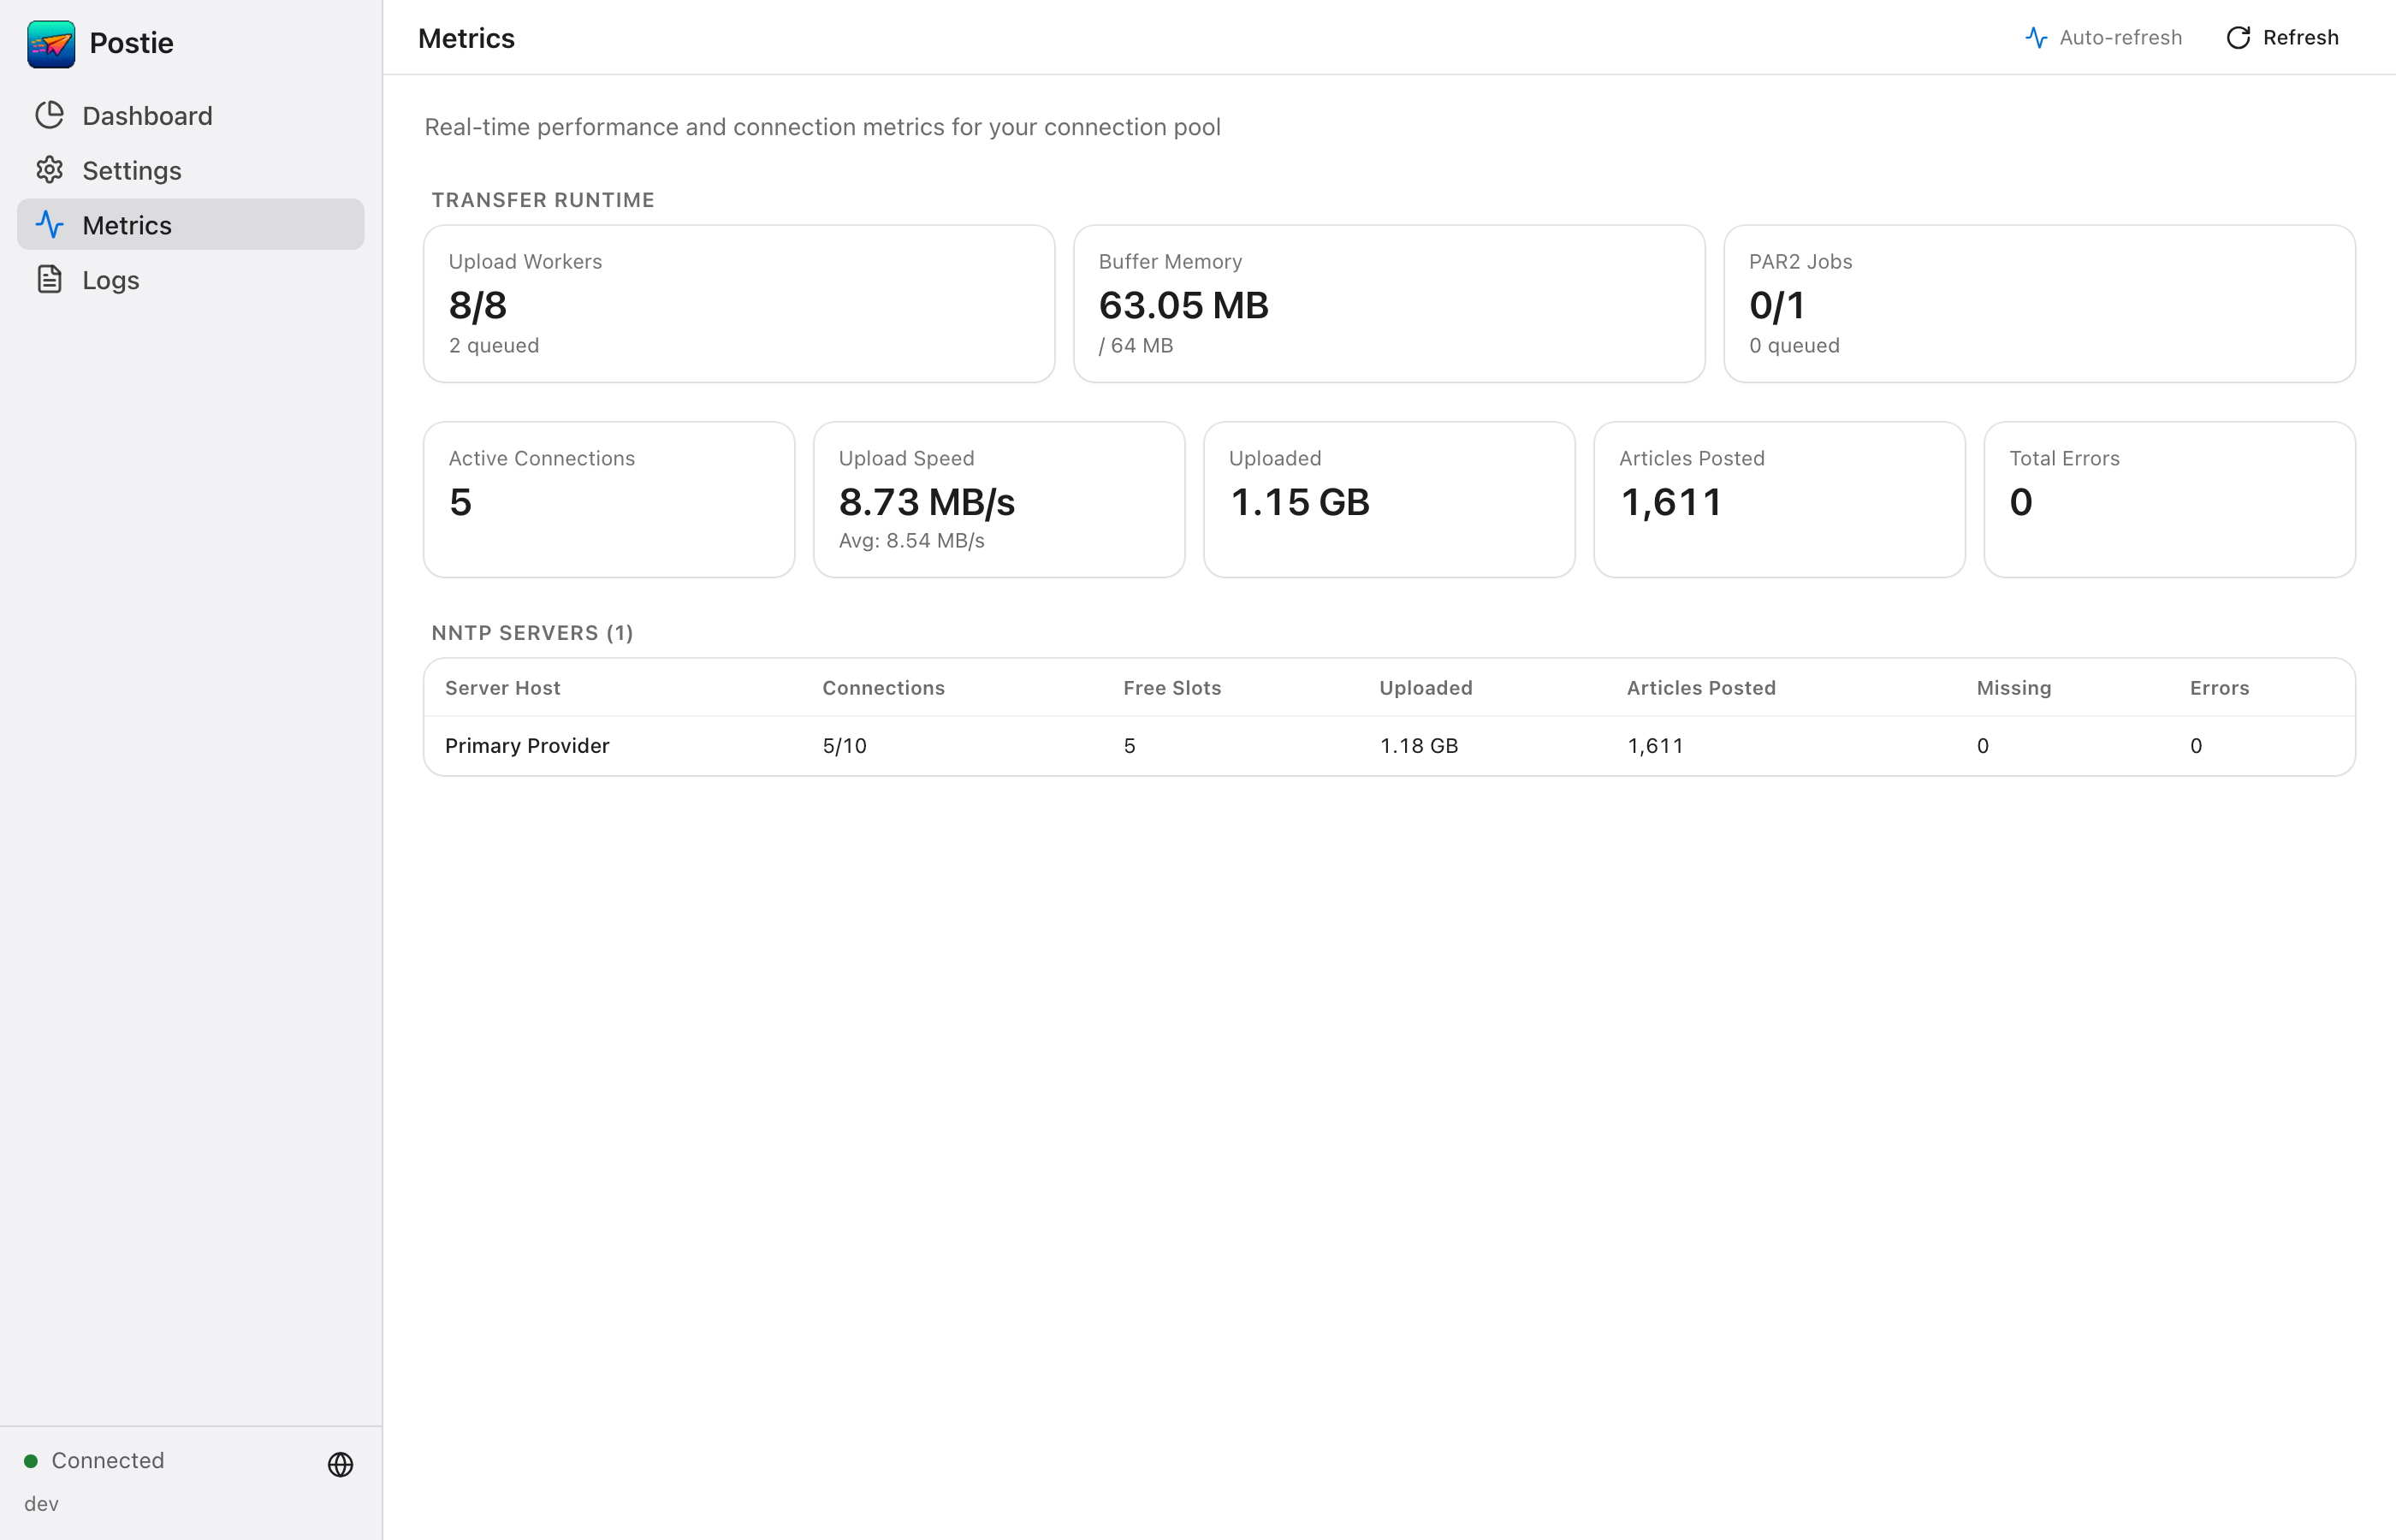 Postie
Dashboard
Settings
Metrics
Logs
Connected
dev
Metrics
Auto-refresh
Refresh
Real-time performance and connection metrics for your connection pool
TRANSFER RUNTIME
Upload Workers
8/8
2 queued
Buffer Memory
63.05 MB
/ 64 MB
PAR2 Jobs
0/1
0 queued
Active Connections
5
Upload Speed
8.73 MB/s
Avg: 8.54 MB/s
Uploaded
1.15 GB
Articles Posted
1,611
Total Errors
0
NNTP SERVERS (1)
Server Host Connections Free Slots Uploaded Articles Posted Missing Errors
Primary Provider 5/10 5 1.18 GB 1,611 0 0